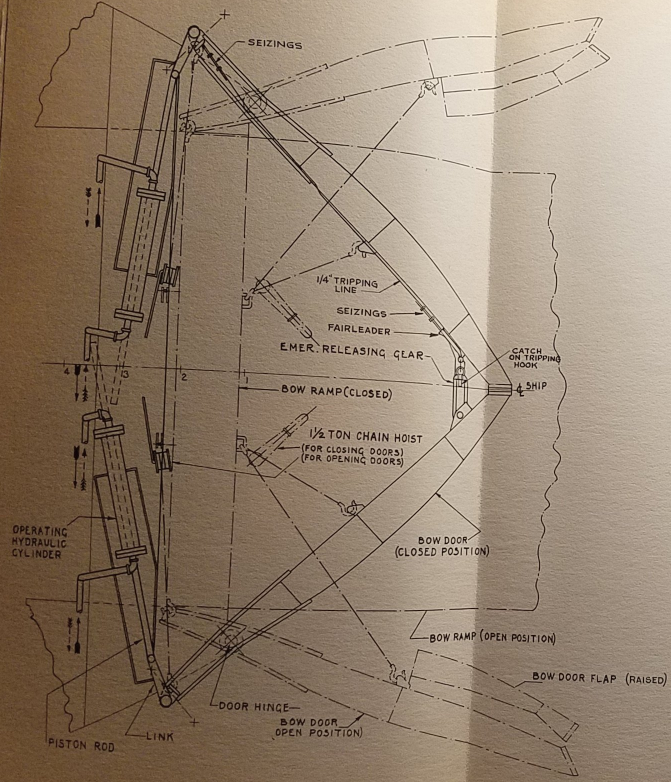 SEIZINGS
1/4" TRIPPING
LINE
SEIZINGS
FAIRLEADER
EMER. RELEASING GEAR
CATCH
ON TRIPPING
HOOK
℄ SHIP
4 3 2 1
BOW RAMP (CLOSED)
1½ TON CHAIN HOIST
(FOR CLOSING DOORS)
(FOR OPENING DOORS)
OPERATING
HYDRAULIC
CYLINDER
BOW DOOR
(CLOSED POSITION)
BOW RAMP (OPEN POSITION)
BOW DOOR FLAP (RAISED)
DOOR HINGE
BOW DOOR
OPEN POSITION)
LINK
PISTON ROD